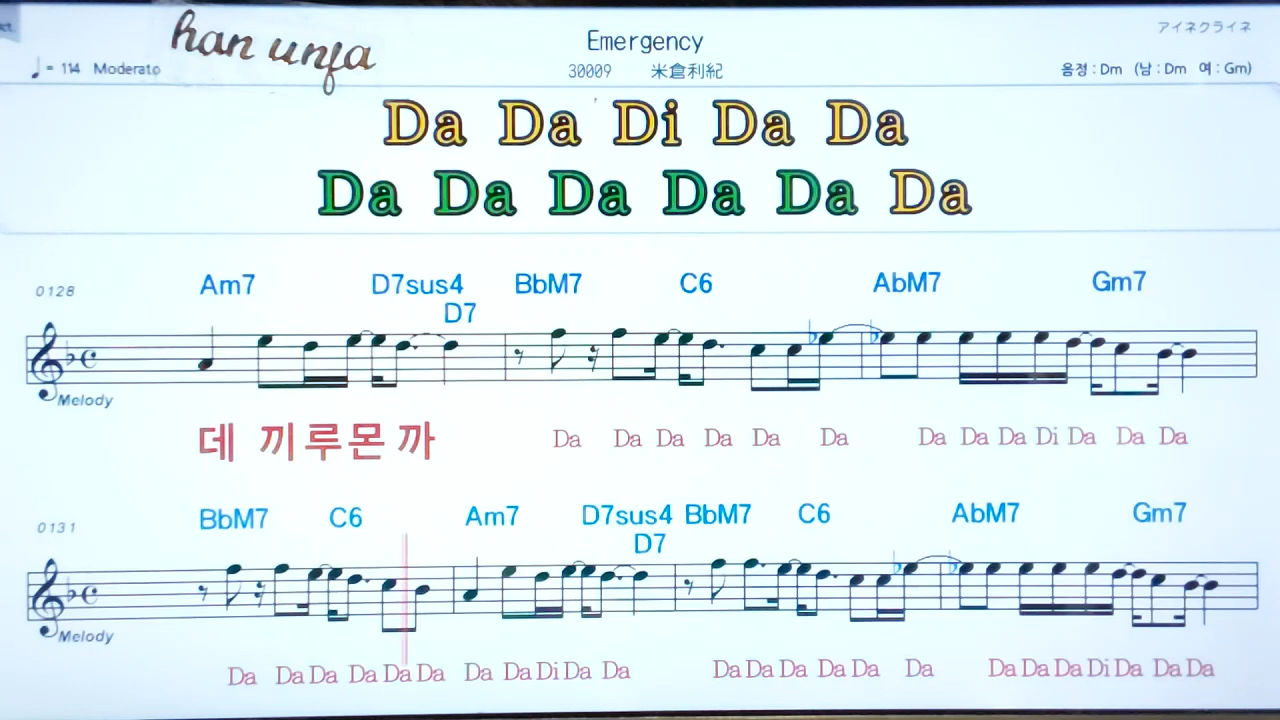 ct.
han unja
Emergency
アイネクライネ
♩= 114 Moderato
30009 米倉利紀
음정 : Dm (남 : Dm 여 : Gm)
Da Da Di Da Da
Da Da Da Da Da Da
0128 Am7 D7sus4 BbM7 C6 AbM7 Gm7
D7
Melody
데 끼루몬까 Da Da Da Da Da Da Da Da Da Di Da Da Da
0131 BbM7 C6 Am7 D7sus4 BbM7 C6 AbM7 Gm7
D7
Melody
Da Da Da Da Da Da Da Da Di Da Da Da Da Da Da Da Da Da Da Da Di Da Da Da